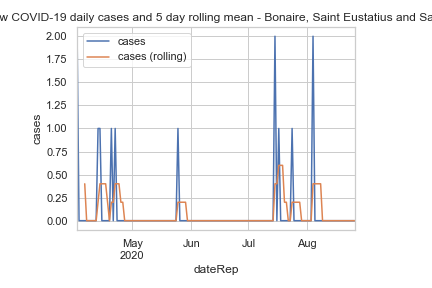 w COVID-19 daily cases and 5 day rolling mean - Bonaire, Saint Eustatius and Sa
cases
cases (rolling)
2.00
1.75
1.50
1.25
1.00
0.75
0.50
0.25
0.00
cases
May
2020
Jun
Jul
Aug
dateRep